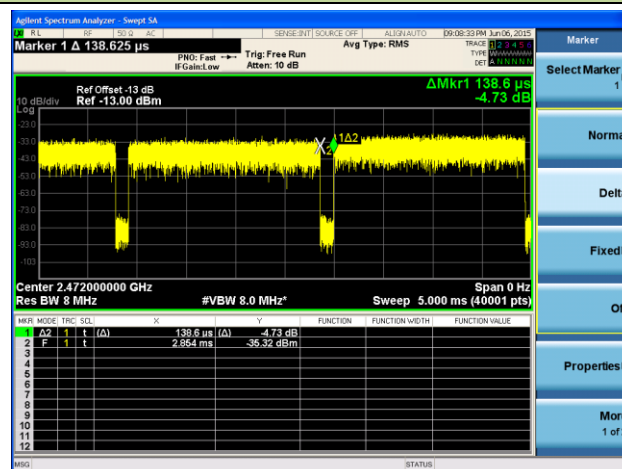 Agilent Spectrum Analyzer - Swept SA
RL RF 50 Ω AC SENSE:INT SOURCE OFF ALIGN AUTO 09:08:33 PM Jun 06, 2015
Marker 1 Δ 138.625 µs
PNO: Fast
IFGain:Low
Trig: Free Run
Atten: 10 dB
Avg Type: RMS
TRACE 1 2 3 4 5 6
TYPE
DET A N N N N N
Ref Offset -13 dB
Ref -13.00 dBm
10 dB/div
Log
ΔMkr1 138.6 µs
-4.73 dB
-23.0
-33.0
-43.0
-53.0
-63.0
-73.0
-83.0
-93.0
-103
1Δ2
2
Center 2.472000000 GHz
Span 0 Hz
Res BW 8 MHz
#VBW 8.0 MHz*
Sweep 5.000 ms (40001 pts)
MKR MODE TRC SCL X Y FUNCTION FUNCTION WIDTH FUNCTION VALUE
1 Δ2 1 t (Δ) 138.6 µs (Δ) -4.73 dB
2 F 1 t 2.854 ms -35.32 dBm
3
4
5
6
7
8
9
10
11
12
MSG STATUS
Marker
Select Marker
1
Norma
Delt
Fixed
Of
Properties
Mor
1 of